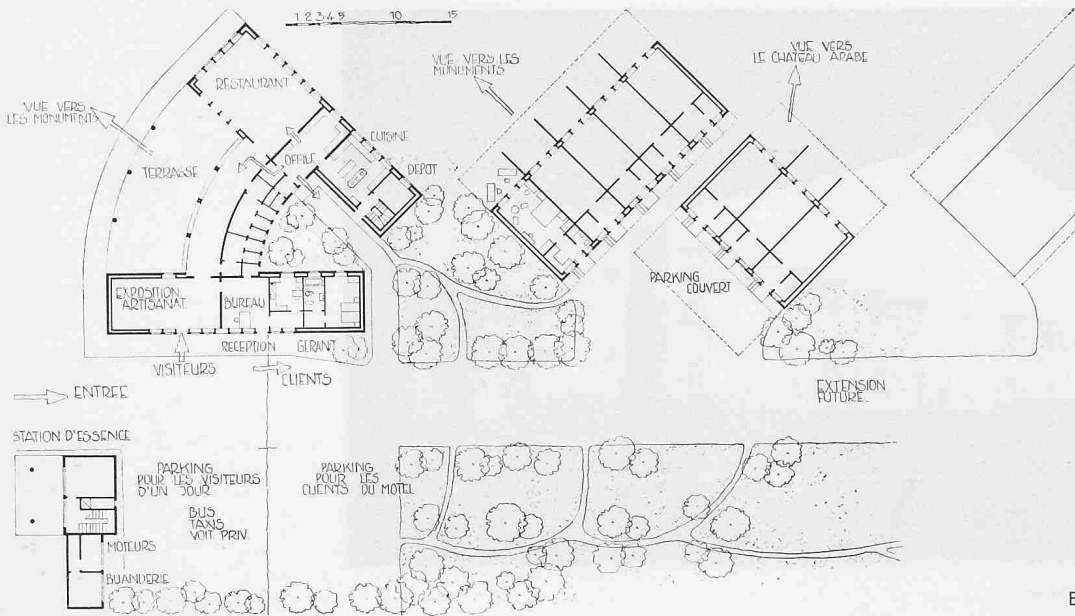 1 2 3 4 5 10 15
RESTAURANT
VUE VERS
LES MONUMENTS
TERRASSE
OFFICE
CUISINE
DEPOT
VUE VERS LES
MONUMENTS
VUE VERS
LE CHATEAU ARABE
EXPOSITION
ARTISANAT.
BUREAU
RECEPTION
GERANT
VISITEURS
CLIENTS
PARKING
COUVERT
EXTENSION
FUTURE.
ENTREE
STATION D'ESSENCE
PARKING
POUR LES VISITEURS
D'UN JOUR
BUS
TAXIS
VOIT PRIV.
PARKING
POUR LES
CLIENTS DU MOTEL
MOTEURS
BUANDERIE
E